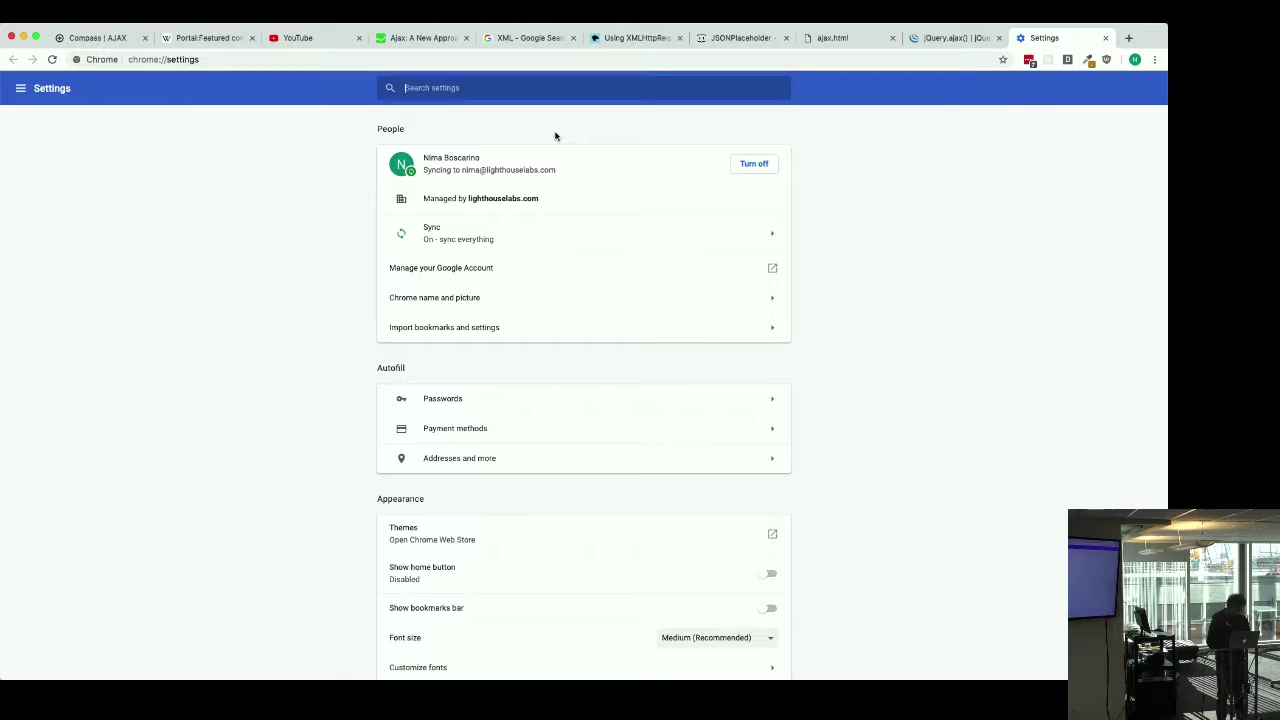 Compass | AJAX
Portal:Featured co
YouTube
Ajax: A New Approa
XML - Google Sear
Using XMLHttpReq
JSONPlaceholder -
ajax.html
jQuery.ajax() | jQue
Settings
Chrome
chrome://settings
N
Settings
Search settings
People
N
Nima Boscarino
Syncing to nima@lighthouselabs.com
Turn off
Managed by lighthouselabs.com
Sync
On - sync everything
Manage your Google Account
Chrome name and picture
Import bookmarks and settings
Autofill
Passwords
Payment methods
Addresses and more
Appearance
Themes
Open Chrome Web Store
Show home button
Disabled
Show bookmarks bar
Font size
Medium (Recommended)
Customize fonts